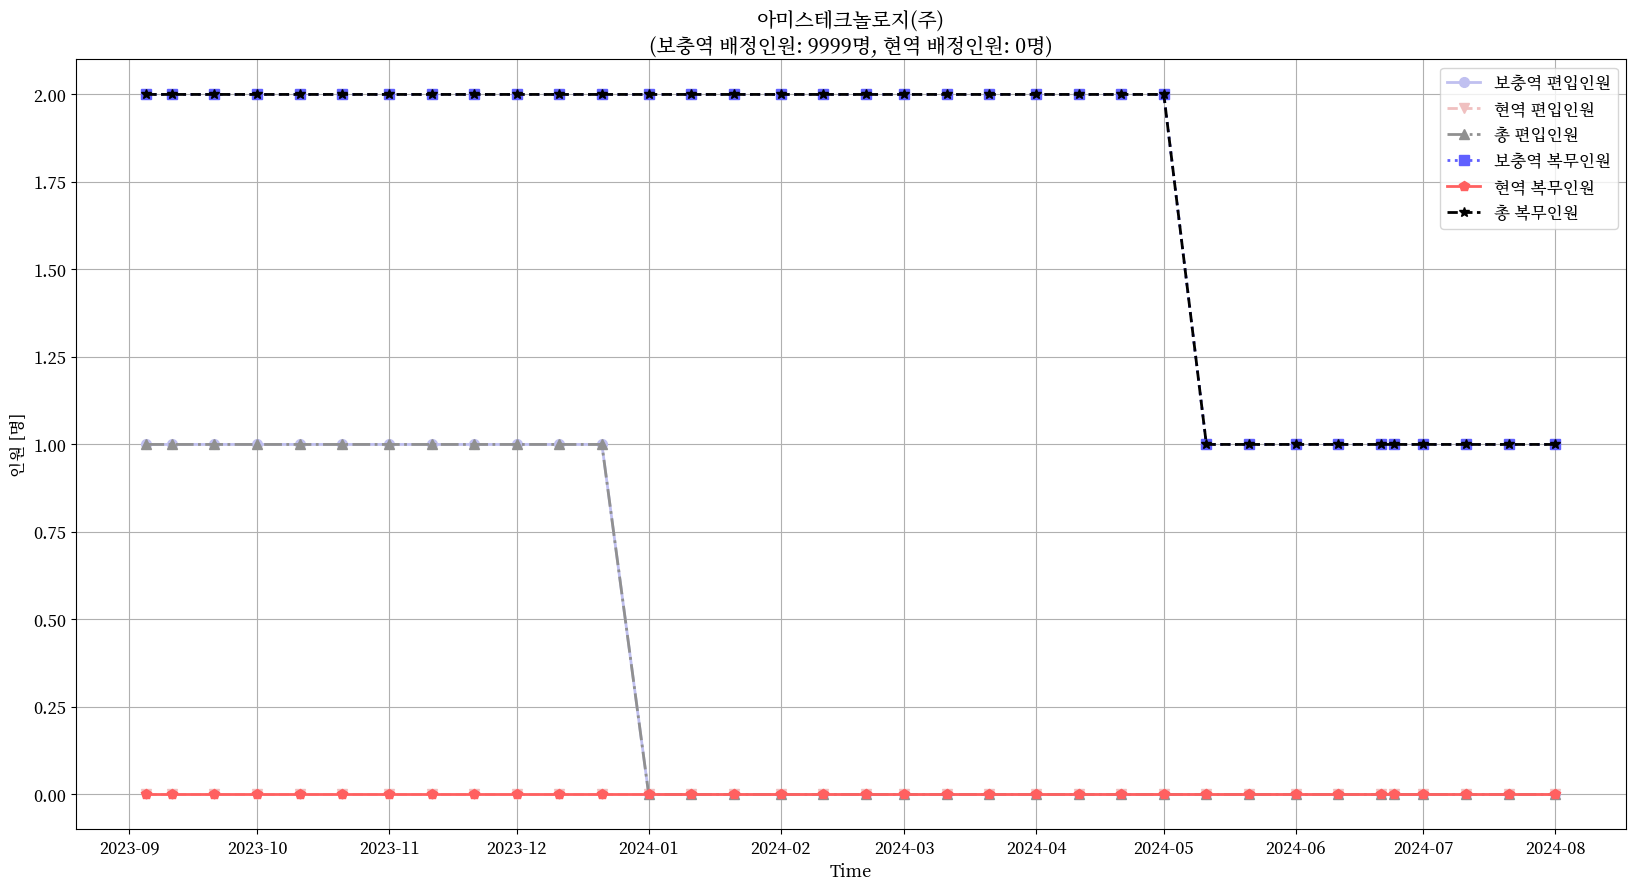 아미스테크놀로지(주)
(보충역 배정인원: 9999명, 현역 배정인원: 0명)
보충역 편입인원
현역 편입인원
총 편입인원
보충역 복무인원
현역 복무인원
총 복무인원
인원 [명]
2.00
1.75
1.50
1.25
1.00
0.75
0.50
0.25
0.00
2023-09 2023-10 2023-11 2023-12 2024-01 2024-02 2024-03 2024-04 2024-05 2024-06 2024-07 2024-08
Time